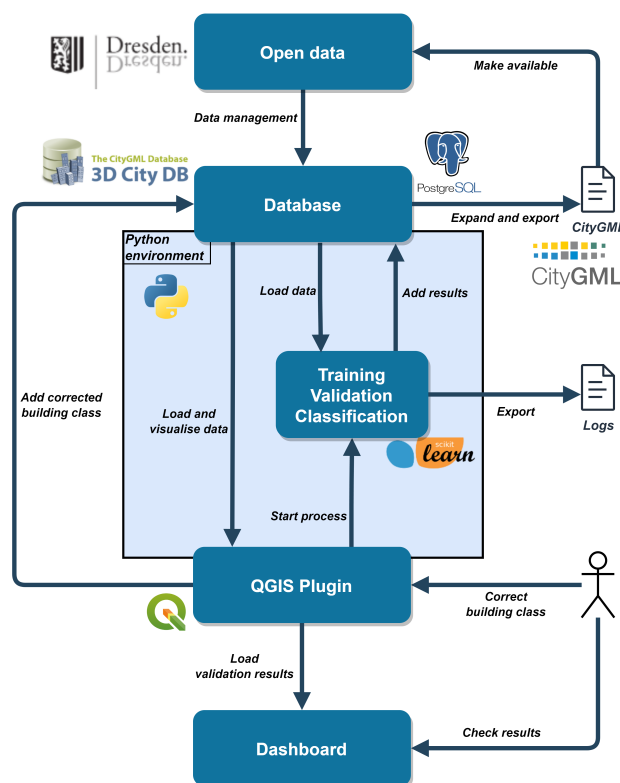 Dresden.
Dresden.
Open data
Make available
Data management
The CityGML Database
3D City DB
PostgreSQL
Database
Expand and export
CityGML
CityGML
Python
environment
Load data
Add results
Training
Validation
Classification
Add corrected
building class
Load and
visualise data
Export
Logs
scikit
learn
Start process
QGIS Plugin
Correct
building class
Load
validation results
Check results
Dashboard